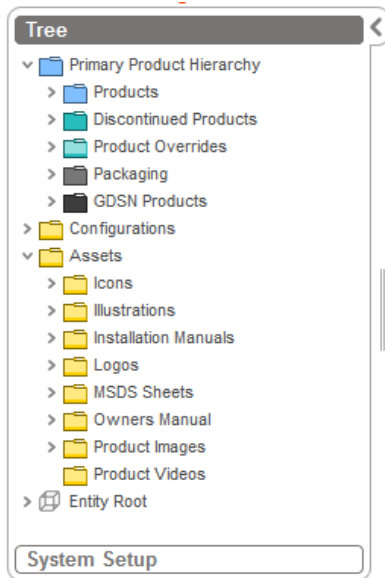 Tree
Primary Product Hierarchy
Products
Discontinued Products
Product Overrides
Packaging
GDSN Products
Configurations
Assets
Icons
Illustrations
Installation Manuals
Logos
MSDS Sheets
Owners Manual
Product Images
Product Videos
Entity Root
System Setup